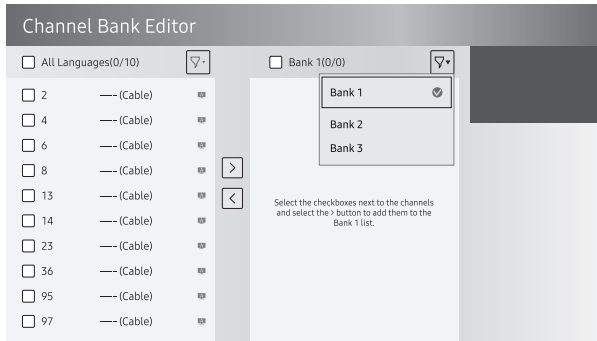 Channel Bank Editor
All Languages(0/10)
Bank 1(0/0)
2 —- (Cable)
4 —- (Cable)
6 —- (Cable)
8 —- (Cable)
13 —- (Cable)
14 —- (Cable)
23 —- (Cable)
36 —- (Cable)
95 —- (Cable)
97 —- (Cable)
>
<
Bank 1
Bank 2
Bank 3
Select the checkboxes next to the channels
and select the > button to add them to the
Bank 1 list.